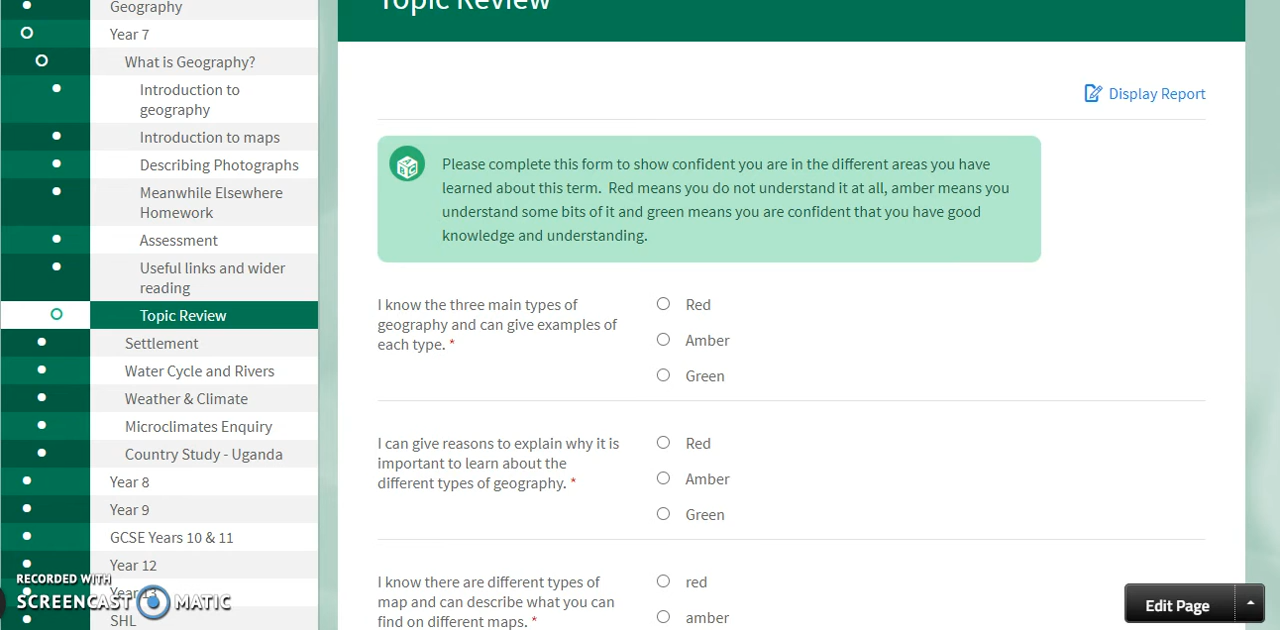 Geography
Year 7
What is Geography?
Introduction to
geography
Introduction to maps
Describing Photographs
Meanwhile Elsewhere
Homework
Assessment
Useful links and wider
reading
Topic Review
Settlement
Water Cycle and Rivers
Weather & Climate
Microclimates Enquiry
Country Study - Uganda
Year 8
Year 9
GCSE Years 10 & 11
Year 12
Year 13
SHL
RECORDED WITH
SCREENCAST MATIC
Topic Review
Display Report
Please complete this form to show confident you are in the different areas you have
learned about this term. Red means you do not understand it at all, amber means you
understand some bits of it and green means you are confident that you have good
knowledge and understanding.
I know the three main types of
geography and can give examples of
each type. *
Red
Amber
Green
I can give reasons to explain why it is
important to learn about the
different types of geography. *
Red
Amber
Green
I know there are different types of
map and can describe what you can
find on different maps. *
red
amber
Edit Page